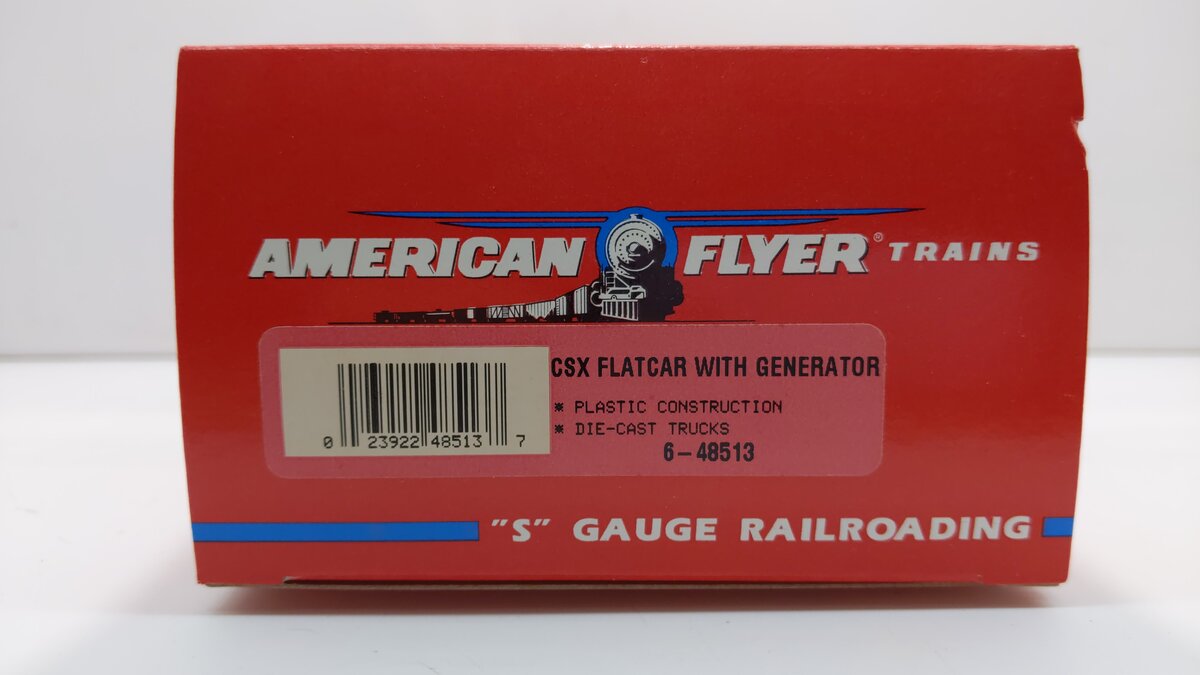 AMERICAN FLYER® TRAINS
CSX FLATCAR WITH GENERATOR
* PLASTIC CONSTRUCTION
* DIE-CAST TRUCKS
6-48513
0 23922 48513 7
"S" GAUGE RAILROADING